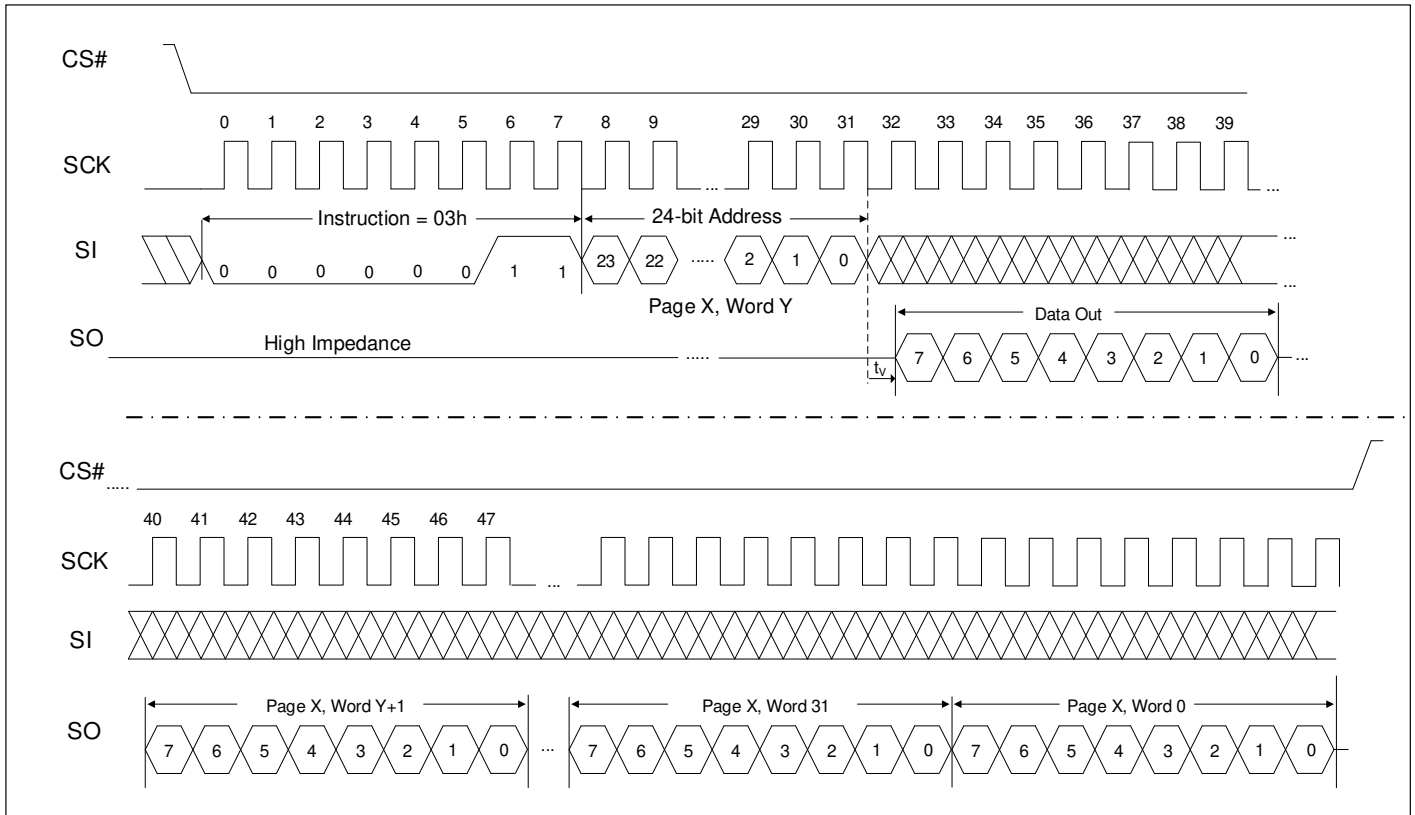 CS#
0 1 2 3 4 5 6 7 8 9 29 30 31 32 33 34 35 36 37 38 39
SCK ... ...
Instruction = 03h 24-bit Address
SI 0 0 0 0 0 0 1 1 23 22 ..... 2 1 0 ... ...
Page X, Word Y
Data Out
SO High Impedance ..... tV 7 6 5 4 3 2 1 0 ...
CS# .....
40 41 42 43 44 45 46 47
SCK ...
SI
Page X, Word Y+1 Page X, Word 31 Page X, Word 0
SO 7 6 5 4 3 2 1 0 ... 7 6 5 4 3 2 1 0 7 6 5 4 3 2 1 0